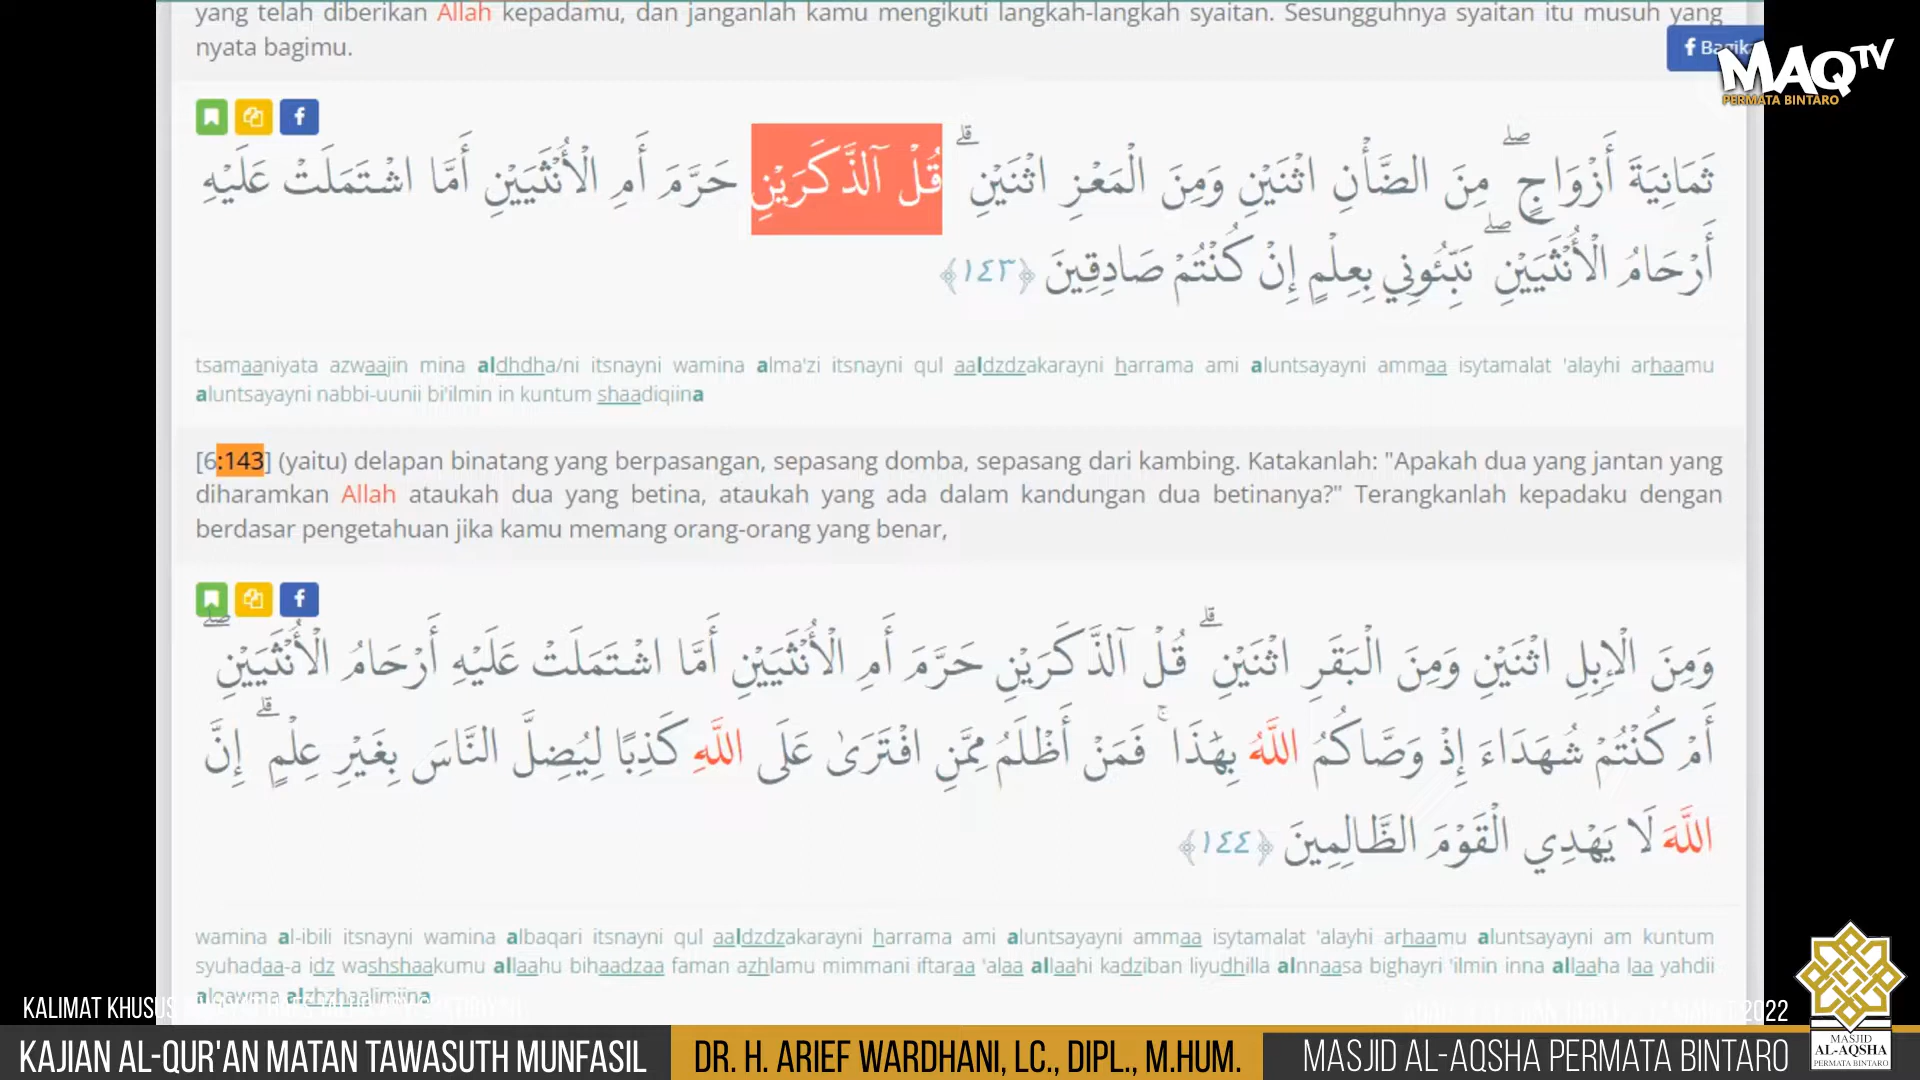 yang telah diberikan Allah kepadamu, dan janganlah kamu mengikuti langkah-langkah syaitan. Sesungguhnya syaitan itu musuh yang
nyata bagimu.
MAQTV
PERMATA BINTARO
ثَمَانِيَةَ أَزْوَاجٍ ۖ مِنَ الضَّأْنِ اثْنَيْنِ وَمِنَ الْمَعْزِ اثْنَيْنِ ۗ قُلْ آلذَّكَرَيْنِ حَرَّمَ أَمِ الْأُنْثَيَيْنِ أَمَّا اشْتَمَلَتْ عَلَيْهِ
أَرْحَامُ الْأُنْثَيَيْنِ ۖ نَبِّئُونِي بِعِلْمٍ إِنْ كُنْتُمْ صَادِقِينَ ﴿١٤٣﴾
tsamaaniyata azwaajin mina aldhdha/ni itsnayni wamina alma'zi itsnayni qul aaldzdzakarayni harrama ami aluntsayayni ammaa isytamalat 'alayhi arhaamu
aluntsayayni nabbi-uunii bi'ilmin in kuntum shaadiqiina
[6:143] (yaitu) delapan binatang yang berpasangan, sepasang domba, sepasang dari kambing. Katakanlah: "Apakah dua yang jantan yang
diharamkan Allah ataukah dua yang betina, ataukah yang ada dalam kandungan dua betinanya?" Terangkanlah kepadaku dengan
berdasar pengetahuan jika kamu memang orang-orang yang benar,
وَمِنَ الْإِبِلِ اثْنَيْنِ وَمِنَ الْبَقَرِ اثْنَيْنِ ۗ قُلْ آلذَّكَرَيْنِ حَرَّمَ أَمِ الْأُنْثَيَيْنِ أَمَّا اشْتَمَلَتْ عَلَيْهِ أَرْحَامُ الْأُنْثَيَيْنِ ۖ
أَمْ كُنْتُمْ شُهَدَاءَ إِذْ وَصَّاكُمُ اللَّهُ بِهَٰذَا ۚ فَمَنْ أَظْلَمُ مِمَّنِ افْتَرَىٰ عَلَى اللَّهِ كَذِبًا لِيُضِلَّ النَّاسَ بِغَيْرِ عِلْمٍ ۗ إِنَّ
اللَّهَ لَا يَهْدِي الْقَوْمَ الظَّالِمِينَ ﴿١٤٤﴾
wamina al-ibili itsnayni wamina albaqari itsnayni qul aaldzdzakarayni harrama ami aluntsayayni ammaa isytamalat 'alayhi arhaamu aluntsayayni am kuntum
syuhadaa-a idz washshaakumu allaahu bihaadzaa faman azhlamu mimmani iftaraa 'alaa allaahi kadziban liyudhilla alnnaasa bighayri 'ilmin inna allaaha laa yahdii
alqawma alzhzhaalimiina
KALIMAT KHUSUS
2022
KAJIAN AL-QUR'AN MATAN TAWASUTH MUNFASIL
DR. H. ARIEF WARDHANI, LC., DIPL., M.HUM.
MASJID AL-AQSHA PERMATA BINTARO
MASJID
AL-AQSHA
PERMATA BINTARO